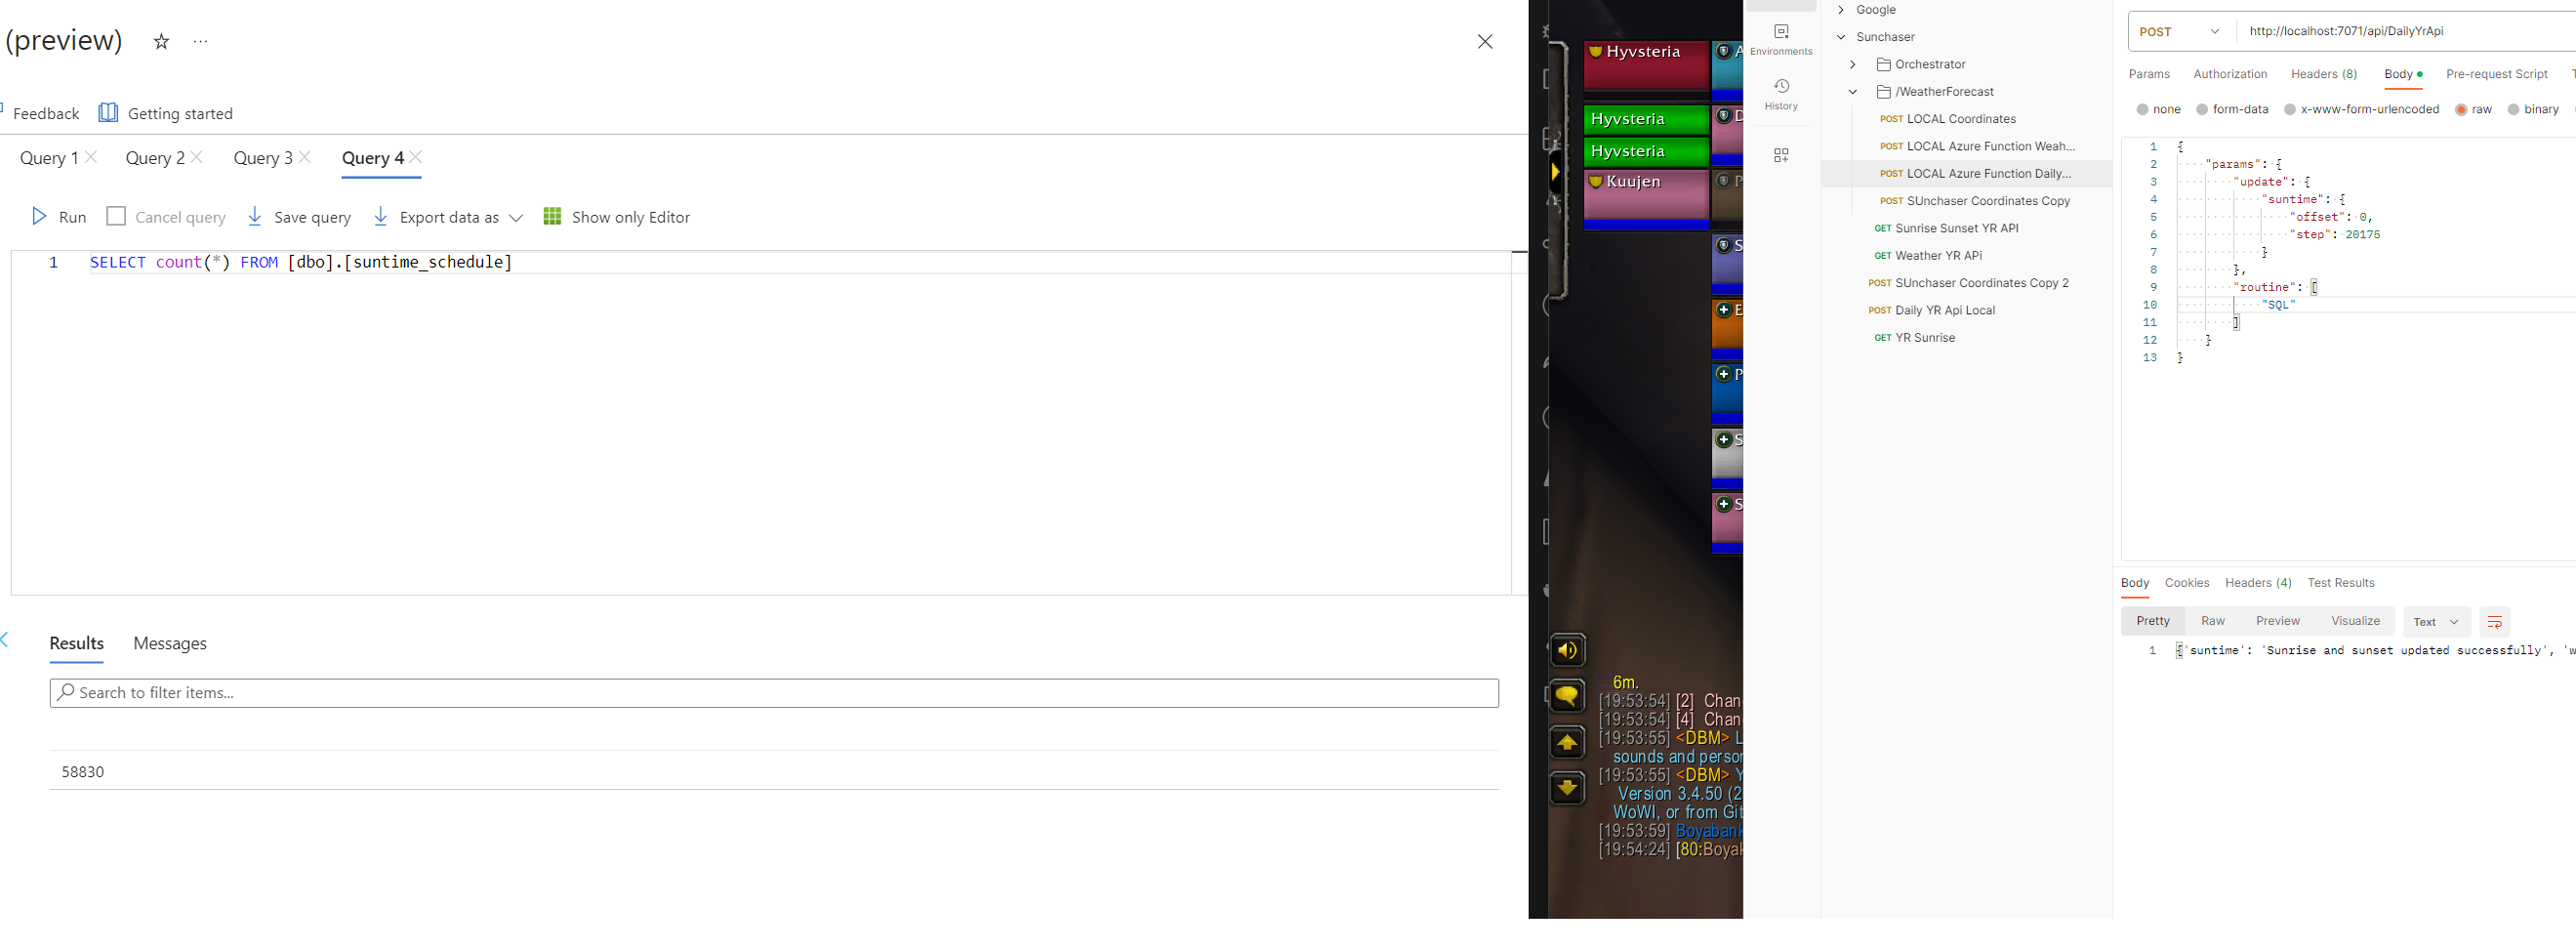 (preview)
Feedback Getting started
Query 1 Query 2 Query 3 Query 4
Run Cancel query Save query Export data as Show only Editor
1 SELECT count(*) FROM [dbo].[suntime_schedule]
Results Messages
Search to filter items...
58830
Hyvsteria
Hyvsteria
Hyvsteria
Kuujen
A
D
P
S
E
P
S
S
6m.
[19:53:54] [2] Chan
[19:53:54] [4] Chan
[19:53:55] <DBM> L
sounds and person
[19:53:55] <DBM> Y
Version 3.4.50 (2
WoWI, or from Git
[19:53:59] Boyabank
[19:54:24] [80:Boyak
Environments
History
Google
Sunchaser
Orchestrator
/WeatherForecast
POST LOCAL Coordinates
POST LOCAL Azure Function Weah...
POST LOCAL Azure Function Daily...
POST SUnchaser Coordinates Copy
GET Sunrise Sunset YR API
GET Weather YR APi
POST SUnchaser Coordinates Copy 2
POST Daily YR Api Local
GET YR Sunrise
POST http://localhost:7071/api/DailyYrApi
Params Authorization Headers (8) Body Pre-request Script
none form-data x-www-form-urlencoded raw binary
1 {
2 "params": {
3 "update": {
4 "suntime": {
5 "offset": 0,
6 "step": 20175
7 }
8 },
9 "routine": [
10 "SQL"
11 ]
12 }
13 }
Body Cookies Headers (4) Test Results
Pretty Raw Preview Visualize Text
1 {'suntime': 'Sunrise and sunset updated successfully', 'w